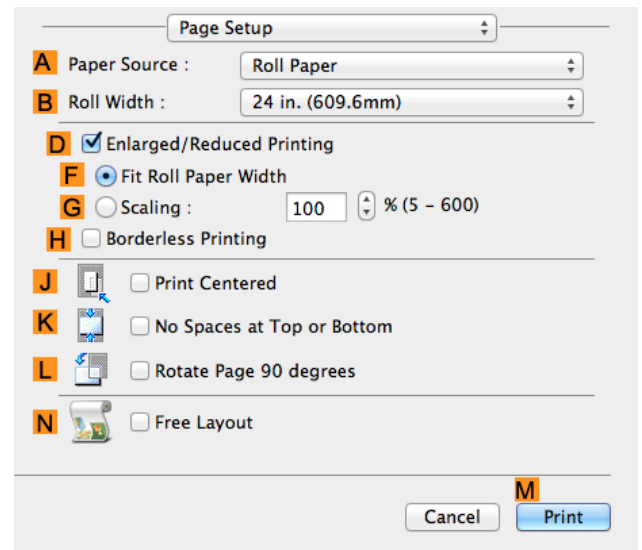 Page Setup
A Paper Source : Roll Paper
B Roll Width : 24 in. (609.6mm)
D Enlarged/Reduced Printing
F Fit Roll Paper Width
G Scaling : 100 % (5 – 600)
H Borderless Printing
J Print Centered
K No Spaces at Top or Bottom
L Rotate Page 90 degrees
N Free Layout
M
Cancel Print